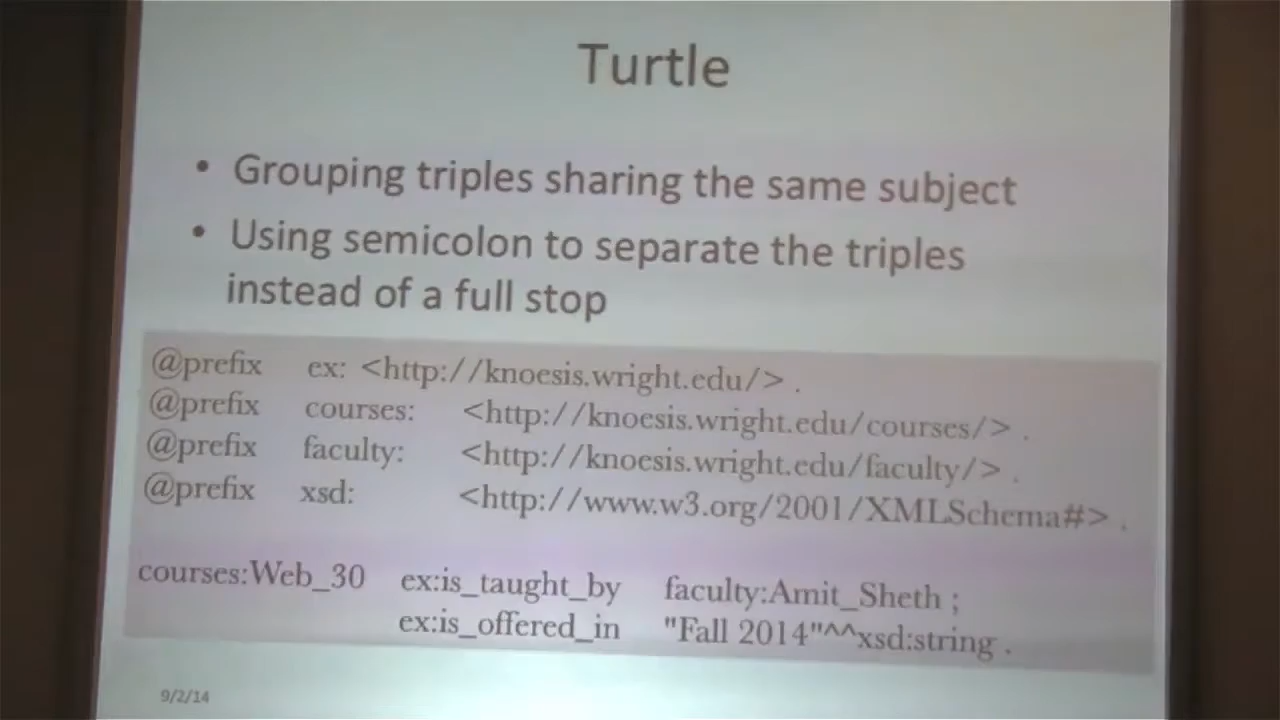 Turtle
• Grouping triples sharing the same subject
• Using semicolon to separate the triples
instead of a full stop
@prefix ex: <http://knoesis.wright.edu/> .
@prefix courses: <http://knoesis.wright.edu/courses/> .
@prefix faculty: <http://knoesis.wright.edu/faculty/> .
@prefix xsd: <http://www.w3.org/2001/XMLSchema#> .
courses:Web_30 ex:is_taught_by faculty:Amit_Sheth ;
ex:is_offered_in "Fall 2014"^^xsd:string .
9/2/14